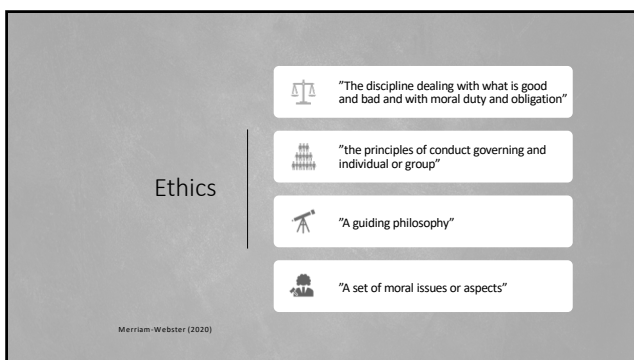 Ethics
"The discipline dealing with what is good
and bad and with moral duty and obligation"
"the principles of conduct governing and
individual or group"
"A guiding philosophy"
"A set of moral issues or aspects"
Merriam-Webster (2020)